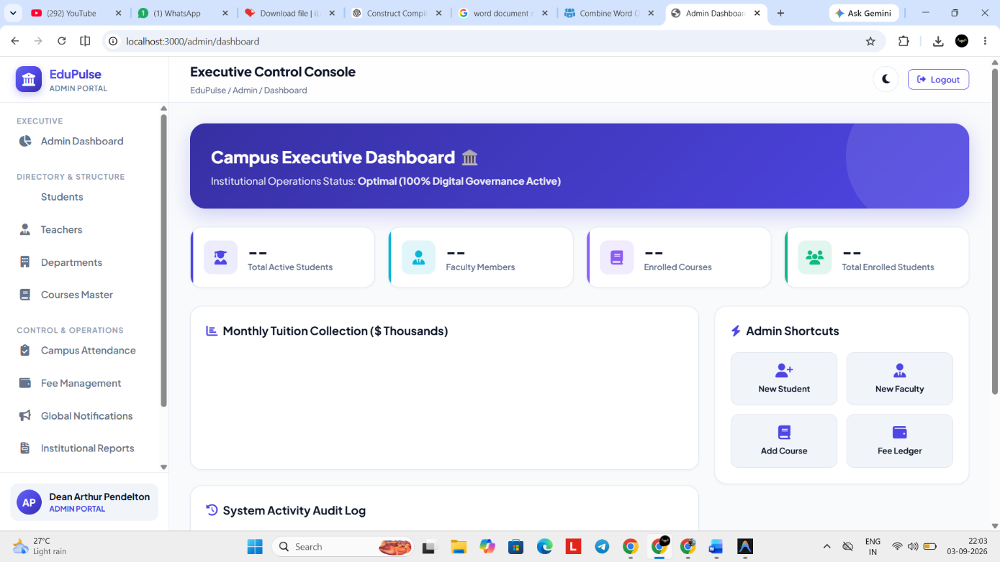 (292) YouTube
(1) WhatsApp
Download file | iL
Construct Compil
word document r
Combine Word D
Admin Dashboar
Ask Gemini
localhost:3000/admin/dashboard
EduPulse
ADMIN PORTAL
Executive Control Console
EduPulse / Admin / Dashboard
Logout
EXECUTIVE
Admin Dashboard
DIRECTORY & STRUCTURE
Students
Teachers
Departments
Courses Master
CONTROL & OPERATIONS
Campus Attendance
Fee Management
Global Notifications
Institutional Reports
AP
Dean Arthur Pendelton
ADMIN PORTAL
Campus Executive Dashboard
Institutional Operations Status: Optimal (100% Digital Governance Active)
--
Total Active Students
--
Faculty Members
--
Enrolled Courses
--
Total Enrolled Students
Monthly Tuition Collection ($ Thousands)
Admin Shortcuts
New Student
New Faculty
Add Course
Fee Ledger
System Activity Audit Log
27°C
Light rain
Search
ENG
IN
22:03
03-09-2026